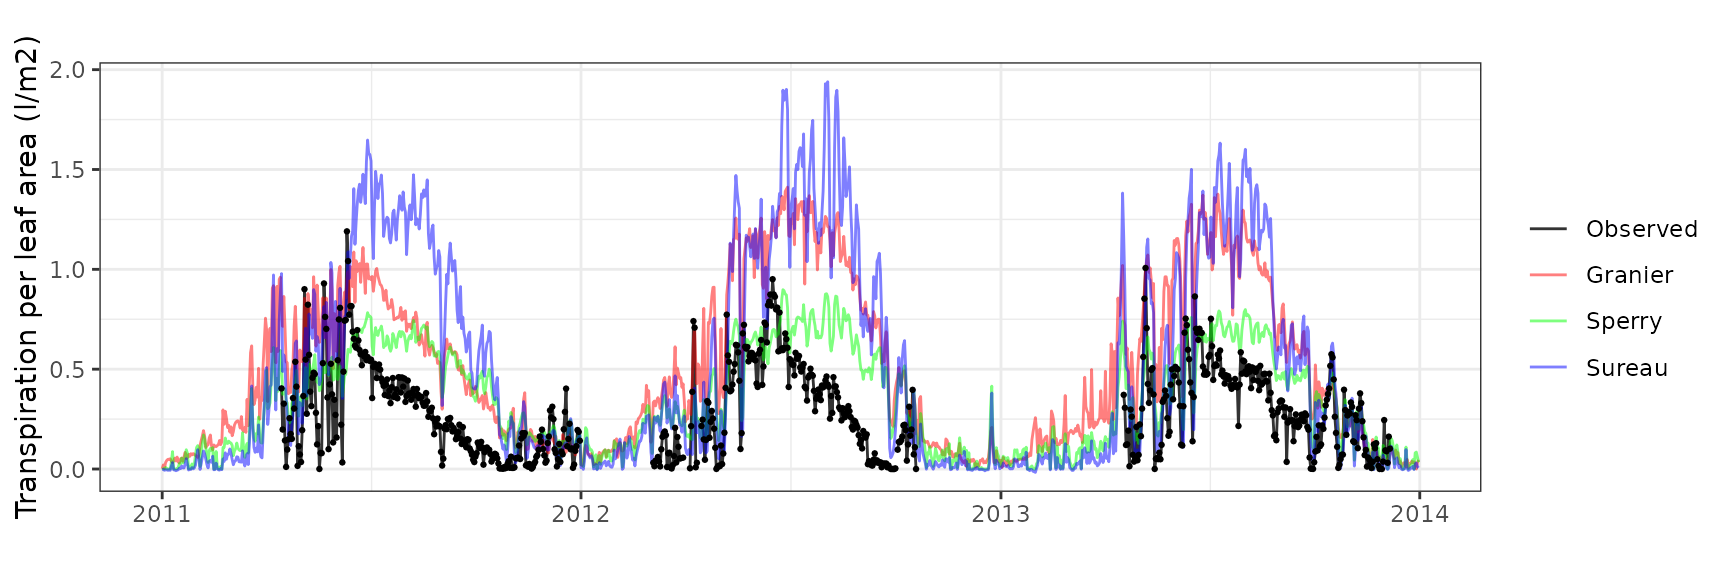 Transpiration per leaf area (l/m2)
2.0
1.5
1.0
0.5
0.0
2011
2012
2013
2014
Observed
Granier
Sperry
Sureau